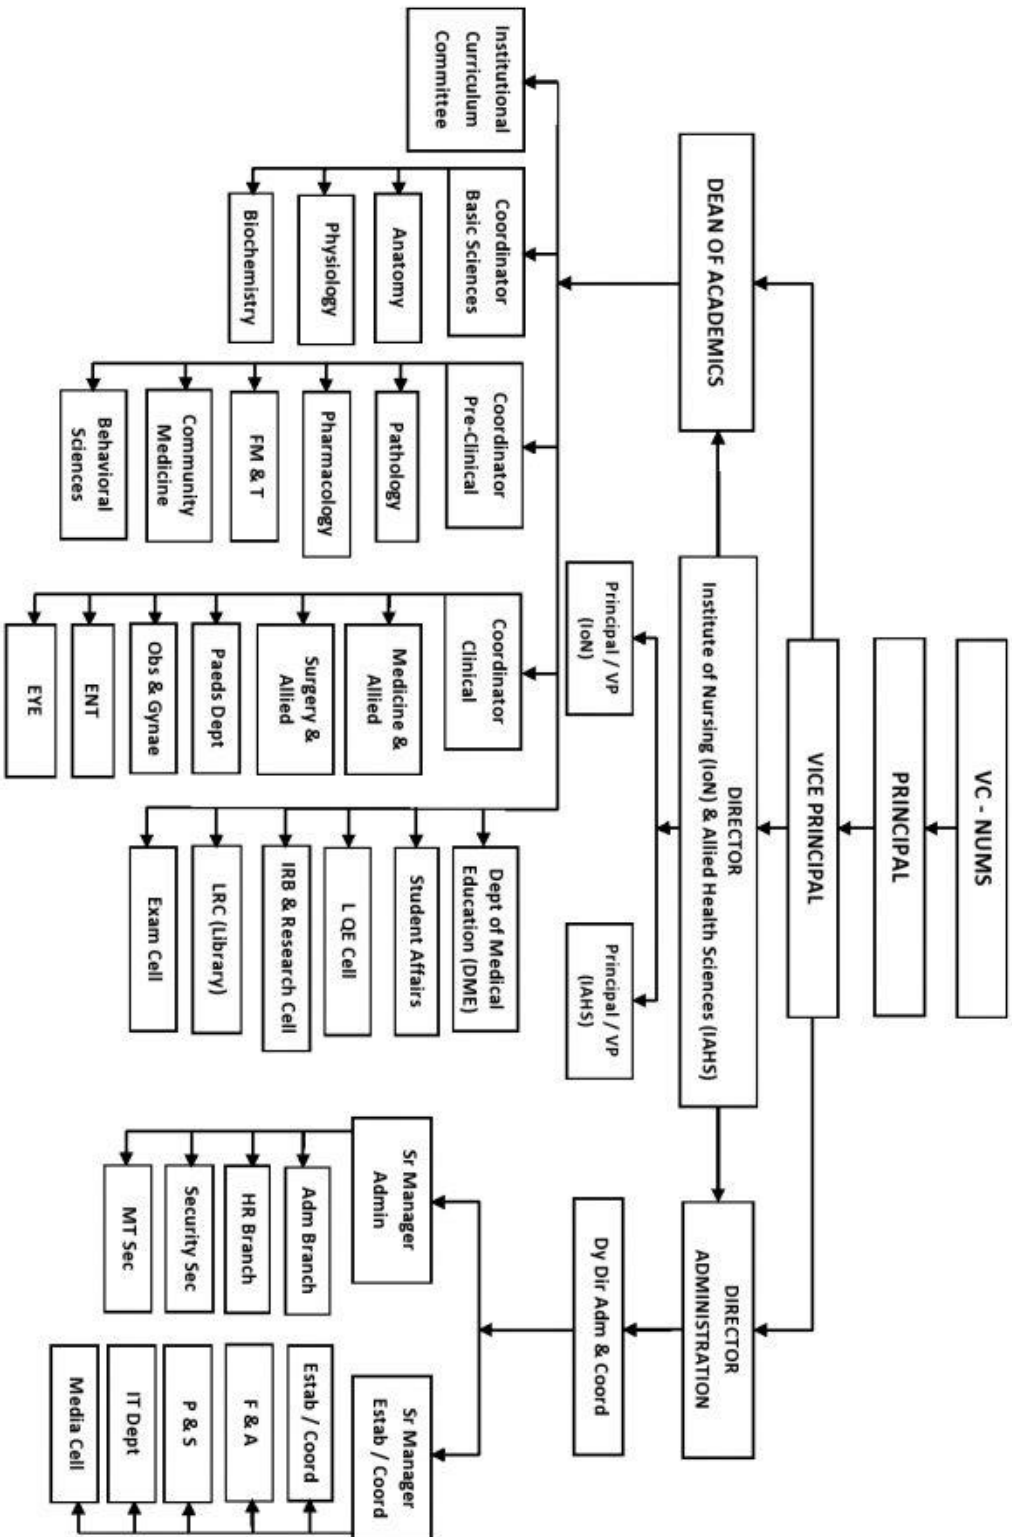 VC - NUMS
PRINCIPAL
VICE PRINCIPAL
DEAN OF ACADEMICS
DIRECTOR
Institute of Nursing (IoN) & Allied Health Sciences (IAHS)
DIRECTOR
ADMINISTRATION
Principal / VP
(IoN)
Principal / VP
(IAHS)
Dy Dir Adm & Coord
Institutional
Curriculum
Committee
Coordinator
Basic Sciences
Anatomy
Physiology
Biochemistry
Coordinator
Pre-Clinical
Pathology
Pharmacology
FM & T
Community
Medicine
Behavioral
Sciences
Coordinator
Clinical
Medicine &
Allied
Surgery &
Allied
Paeds Dept
Obs & Gynae
ENT
EYE
Dept of Medical
Education (DME)
Student Affairs
L QE Cell
IRB & Research Cell
LRC (Library)
Exam Cell
Sr Manager
Admin
Adm Branch
HR Branch
Security Sec
MT Sec
Sr Manager
Estab / Coord
Estab / Coord
F & A
P & S
IT Dept
Media Cell